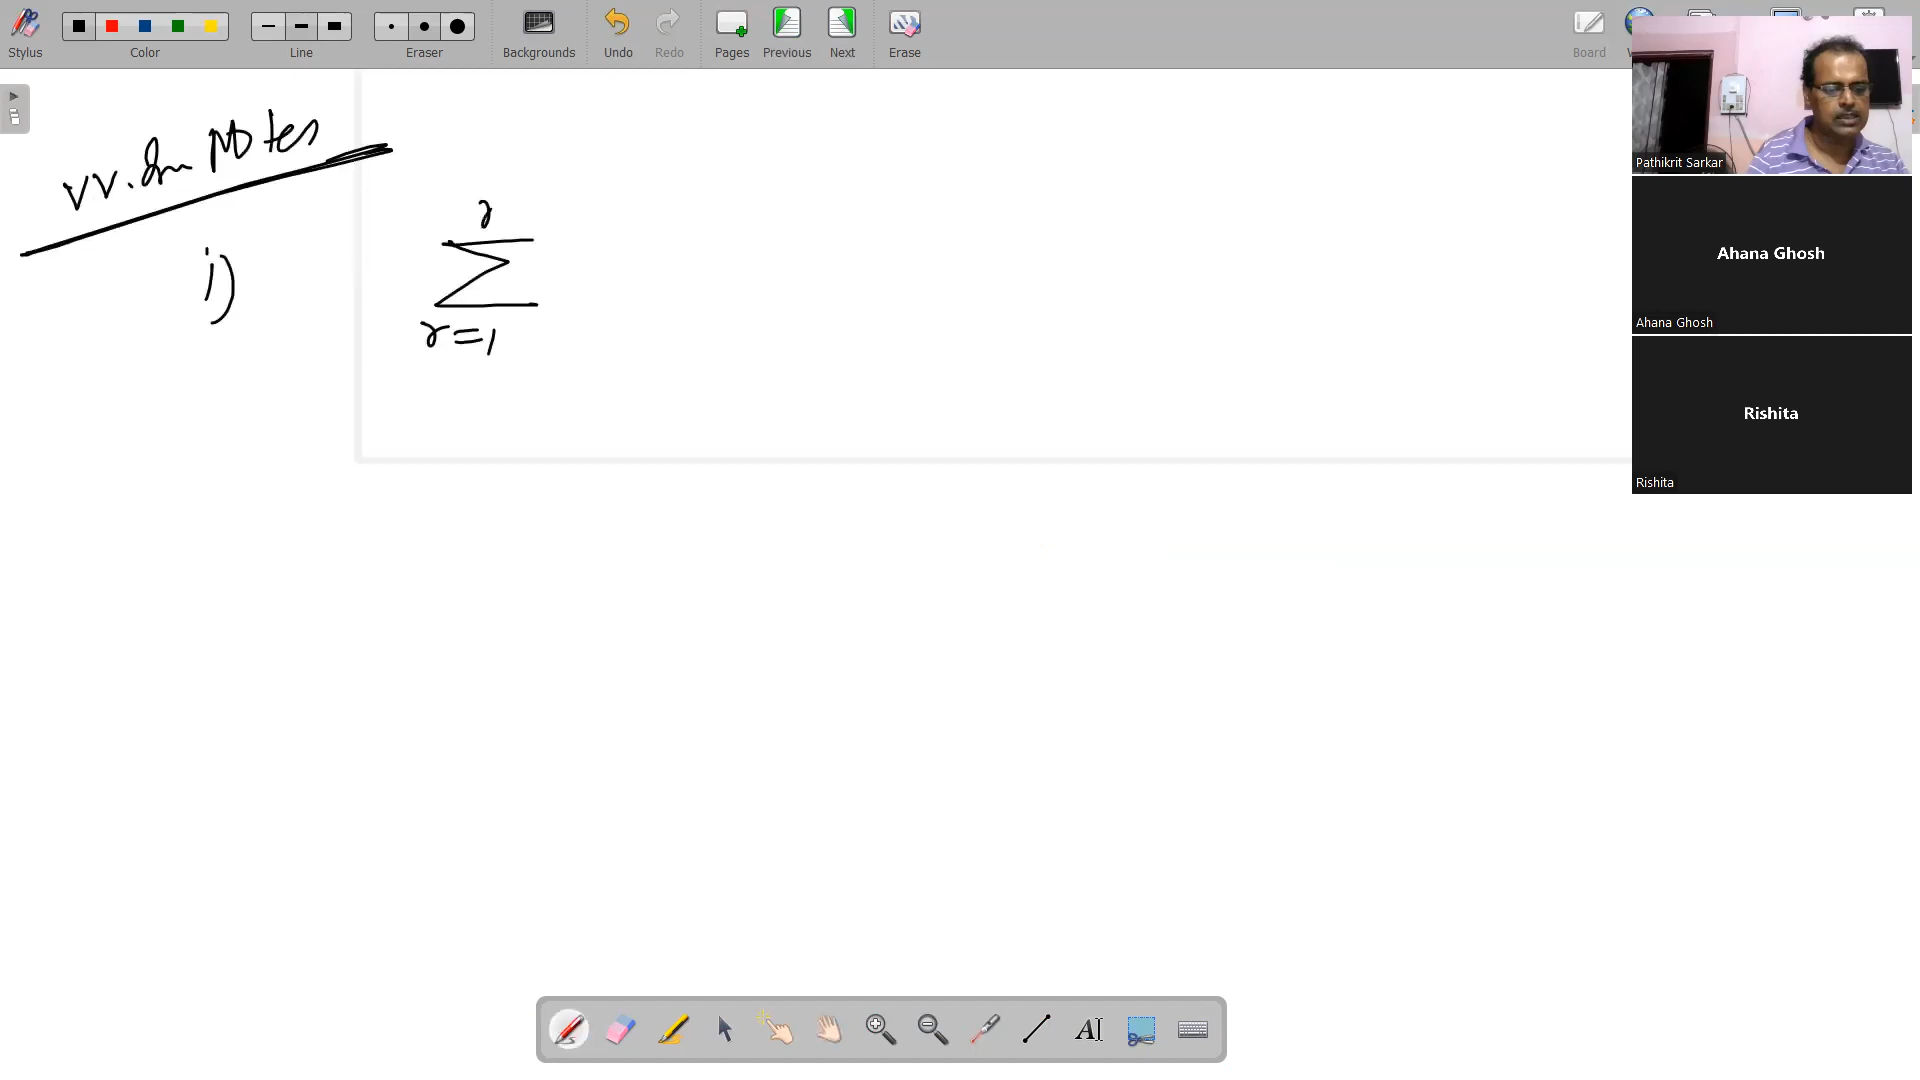 Stylus Color Line Eraser Backgrounds Undo Redo Pages Previous Next Erase Board
vv. Im Notes
i)
r
∑
r=1
Pathikrit Sarkar
Ahana Ghosh
Ahana Ghosh
Rishita
Rishita